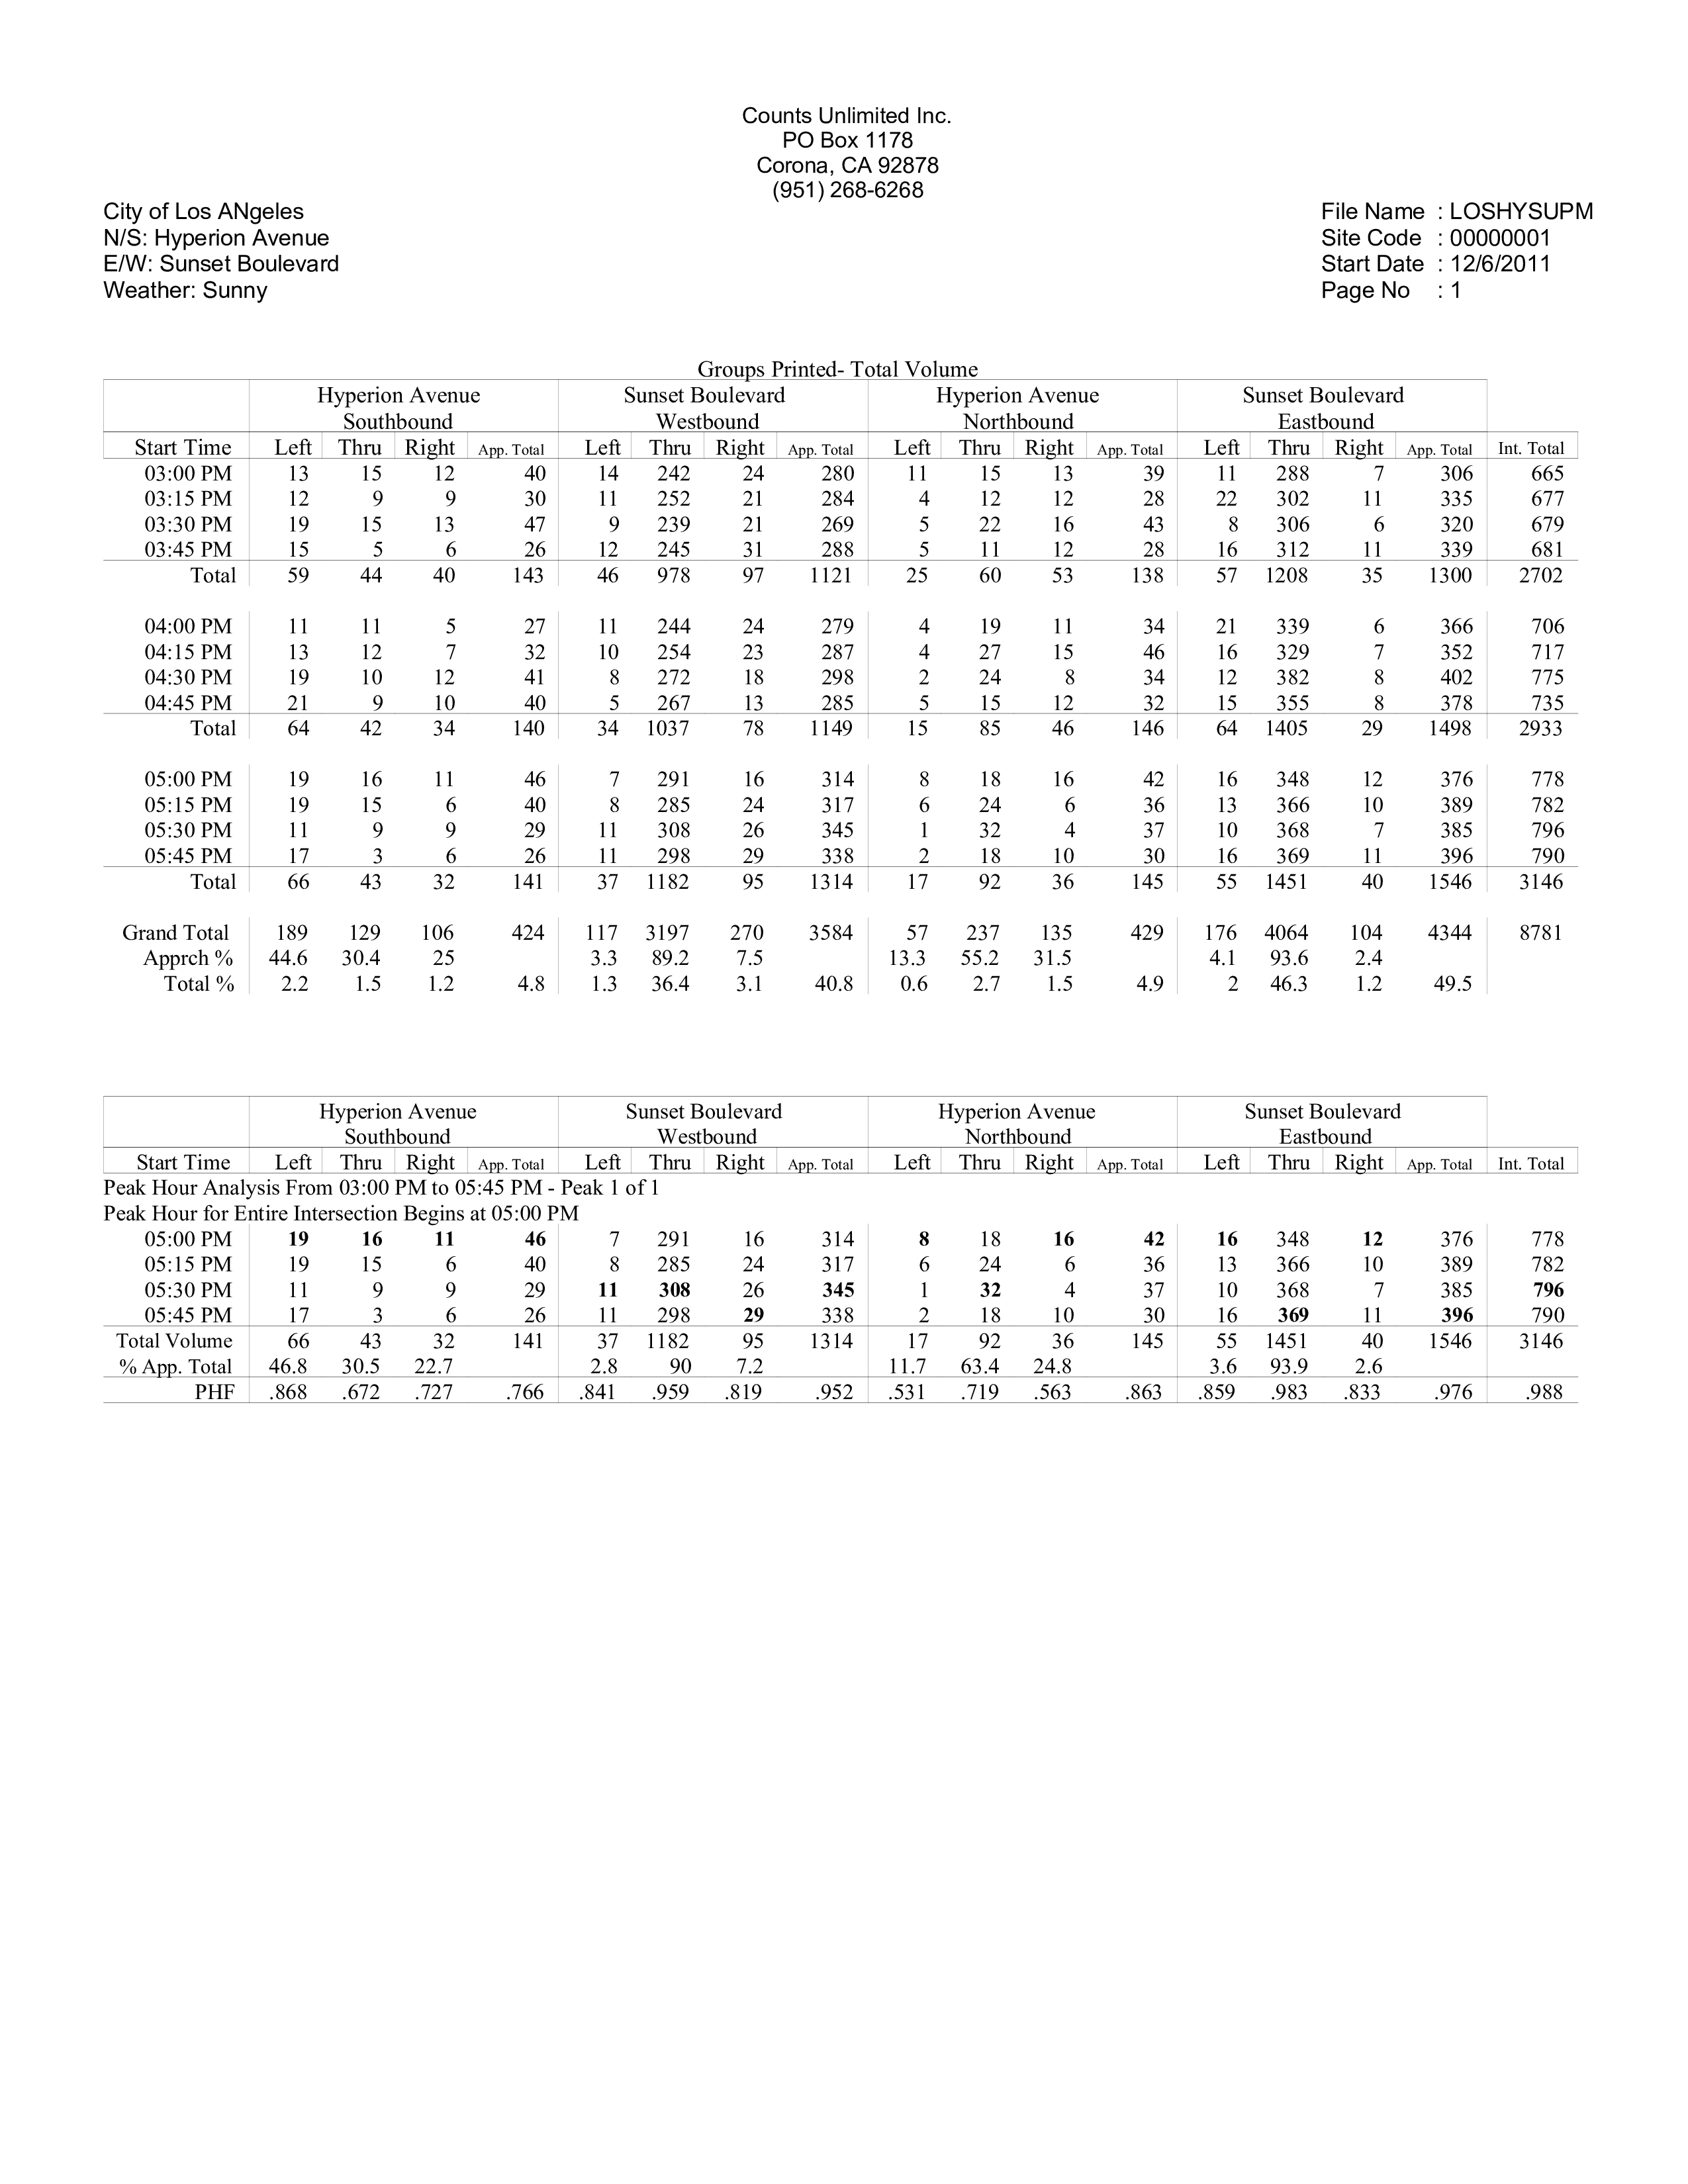 Counts Unlimited Inc.
PO Box 1178
Corona, CA 92878
(951) 268-6268
City of Los ANgeles
N/S: Hyperion Avenue
E/W: Sunset Boulevard
Weather: Sunny
File Name : LOSHYSUPM
Site Code : 00000001
Start Date : 12/6/2011
Page No : 1
Groups Printed- Total Volume
Hyperion Avenue Sunset Boulevard Hyperion Avenue Sunset Boulevard
Southbound Westbound Northbound Eastbound
Start Time Left Thru Right App. Total Left Thru Right App. Total Left Thru Right App. Total Left Thru Right App. Total Int. Total
03:00 PM 13 15 12 40 14 242 24 280 11 15 13 39 11 288 7 306 665
03:15 PM 12 9 9 30 11 252 21 284 4 12 12 28 22 302 11 335 677
03:30 PM 19 15 13 47 9 239 21 269 5 22 16 43 8 306 6 320 679
03:45 PM 15 5 6 26 12 245 31 288 5 11 12 28 16 312 11 339 681
Total 59 44 40 143 46 978 97 1121 25 60 53 138 57 1208 35 1300 2702
04:00 PM 11 11 5 27 11 244 24 279 4 19 11 34 21 339 6 366 706
04:15 PM 13 12 7 32 10 254 23 287 4 27 15 46 16 329 7 352 717
04:30 PM 19 10 12 41 8 272 18 298 2 24 8 34 12 382 8 402 775
04:45 PM 21 9 10 40 5 267 13 285 5 15 12 32 15 355 8 378 735
Total 64 42 34 140 34 1037 78 1149 15 85 46 146 64 1405 29 1498 2933
05:00 PM 19 16 11 46 7 291 16 314 8 18 16 42 16 348 12 376 778
05:15 PM 19 15 6 40 8 285 24 317 6 24 6 36 13 366 10 389 782
05:30 PM 11 9 9 29 11 308 26 345 1 32 4 37 10 368 7 385 796
05:45 PM 17 3 6 26 11 298 29 338 2 18 10 30 16 369 11 396 790
Total 66 43 32 141 37 1182 95 1314 17 92 36 145 55 1451 40 1546 3146
Grand Total 189 129 106 424 117 3197 270 3584 57 237 135 429 176 4064 104 4344 8781
Apprch % 44.6 30.4 25 3.3 89.2 7.5 13.3 55.2 31.5 4.1 93.6 2.4
Total % 2.2 1.5 1.2 4.8 1.3 36.4 3.1 40.8 0.6 2.7 1.5 4.9 2 46.3 1.2 49.5
Hyperion Avenue Sunset Boulevard Hyperion Avenue Sunset Boulevard
Southbound Westbound Northbound Eastbound
Start Time Left Thru Right App. Total Left Thru Right App. Total Left Thru Right App. Total Left Thru Right App. Total Int. Total
Peak Hour Analysis From 03:00 PM to 05:45 PM - Peak 1 of 1
Peak Hour for Entire Intersection Begins at 05:00 PM
05:00 PM 19 16 11 46 7 291 16 314 8 18 16 42 16 348 12 376 778
05:15 PM 19 15 6 40 8 285 24 317 6 24 6 36 13 366 10 389 782
05:30 PM 11 9 9 29 11 308 26 345 1 32 4 37 10 368 7 385 796
05:45 PM 17 3 6 26 11 298 29 338 2 18 10 30 16 369 11 396 790
Total Volume 66 43 32 141 37 1182 95 1314 17 92 36 145 55 1451 40 1546 3146
% App. Total 46.8 30.5 22.7 2.8 90 7.2 11.7 63.4 24.8 3.6 93.9 2.6
PHF .868 .672 .727 .766 .841 .959 .819 .952 .531 .719 .563 .863 .859 .983 .833 .976 .988